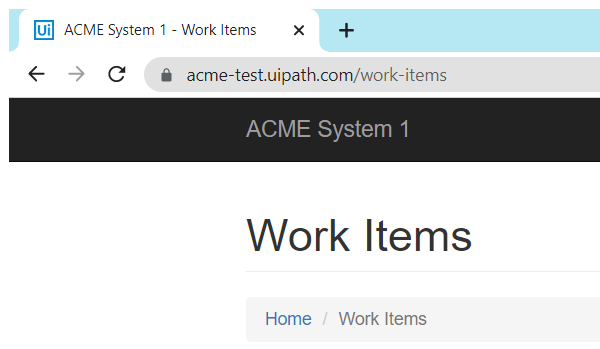 Ui ACME System 1 - Work Items
acme-test.uipath.com/work-items
ACME System 1
Work Items
Home / Work Items